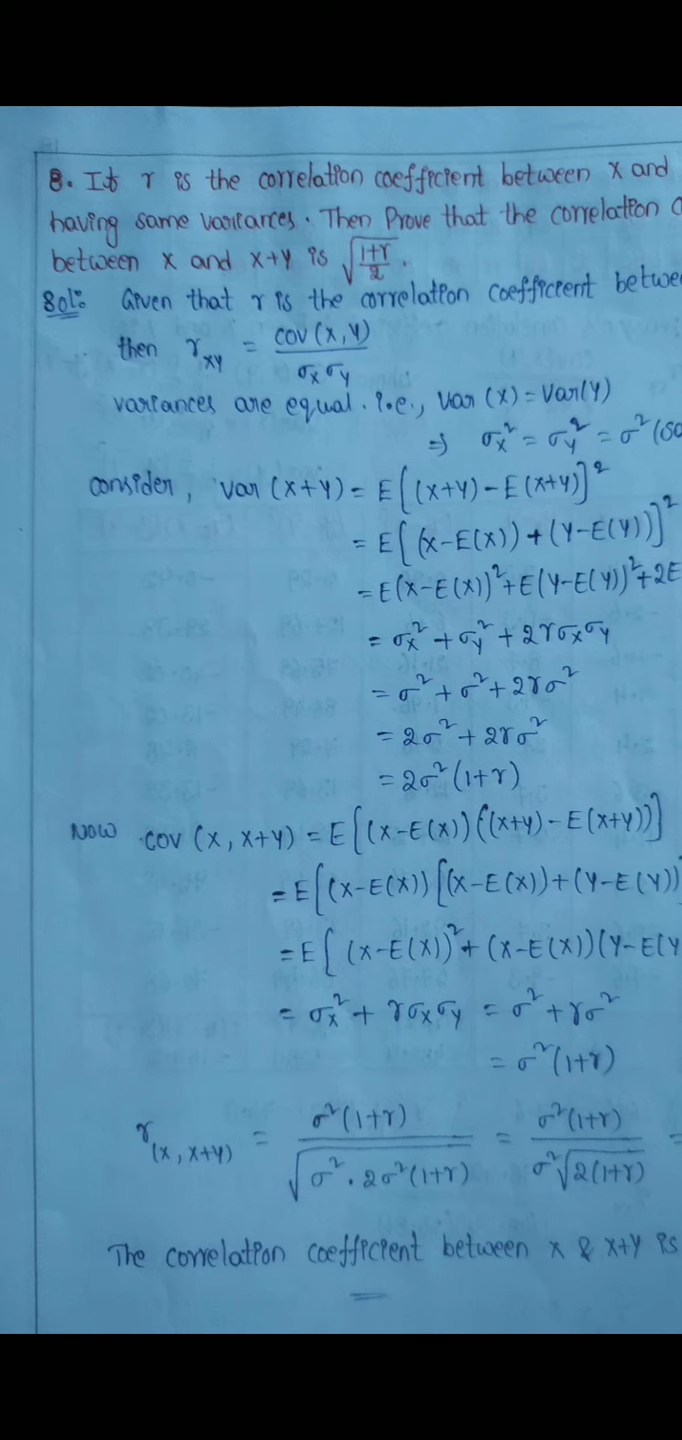 8. If r is the correlation coefficient between x and
having same variances. Then Prove that the correlation
between x and x+y is √((1+r)/2).
Sol: Given that r is the correlation coefficient betwe
then r_xy = cov(x,y)/(σ_x σ_y)
variances are equal. i.e., var(x) = var(y)
⇒ σ_x² = σ_y² = σ² (
consider, var(x+y) = E[(x+y) - E(x+y)]²
= E[(x-E(x)) + (y-E(y))]²
= E(x-E(x))² + E(y-E(y))² + 2E
= σ_x² + σ_y² + 2rσ_xσ_y
= σ² + σ² + 2rσ²
= 2σ² + 2rσ²
= 2σ²(1+r)
Now cov(x, x+y) = E[(x-E(x))((x+y) - E(x+y))]
= E[(x-E(x))[(x-E(x)) + (y-E(y))
= E[(x-E(x))² + (x-E(x))(y-E(y
= σ_x² + rσ_xσ_y = σ² + rσ²
= σ²(1+r)
r_(x, x+y) = σ²(1+r)/√(σ².2σ²(1+r)) = σ²(1+r)/(σ²√(2(1+r))) =
The correlation coefficient between x & x+y is